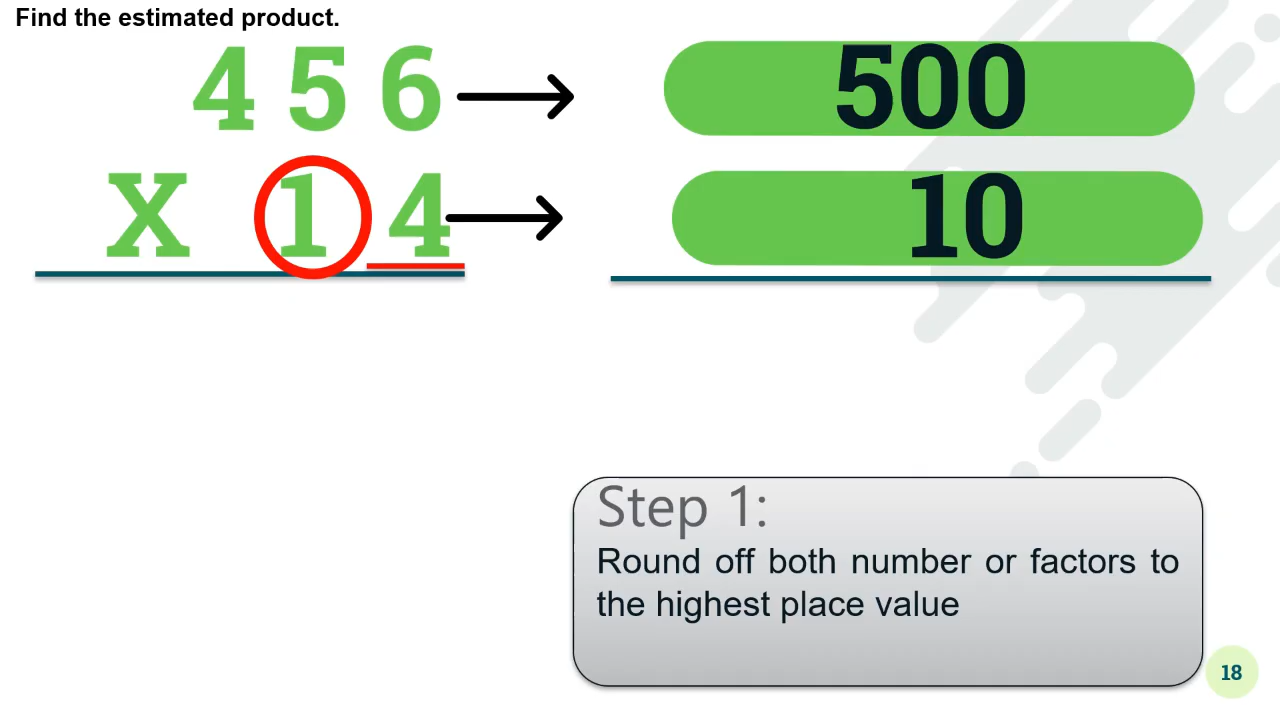 Find the estimated product.
4 5 6 → 500
X 1 4 → 10
Step 1:
Round off both number or factors to
the highest place value
18